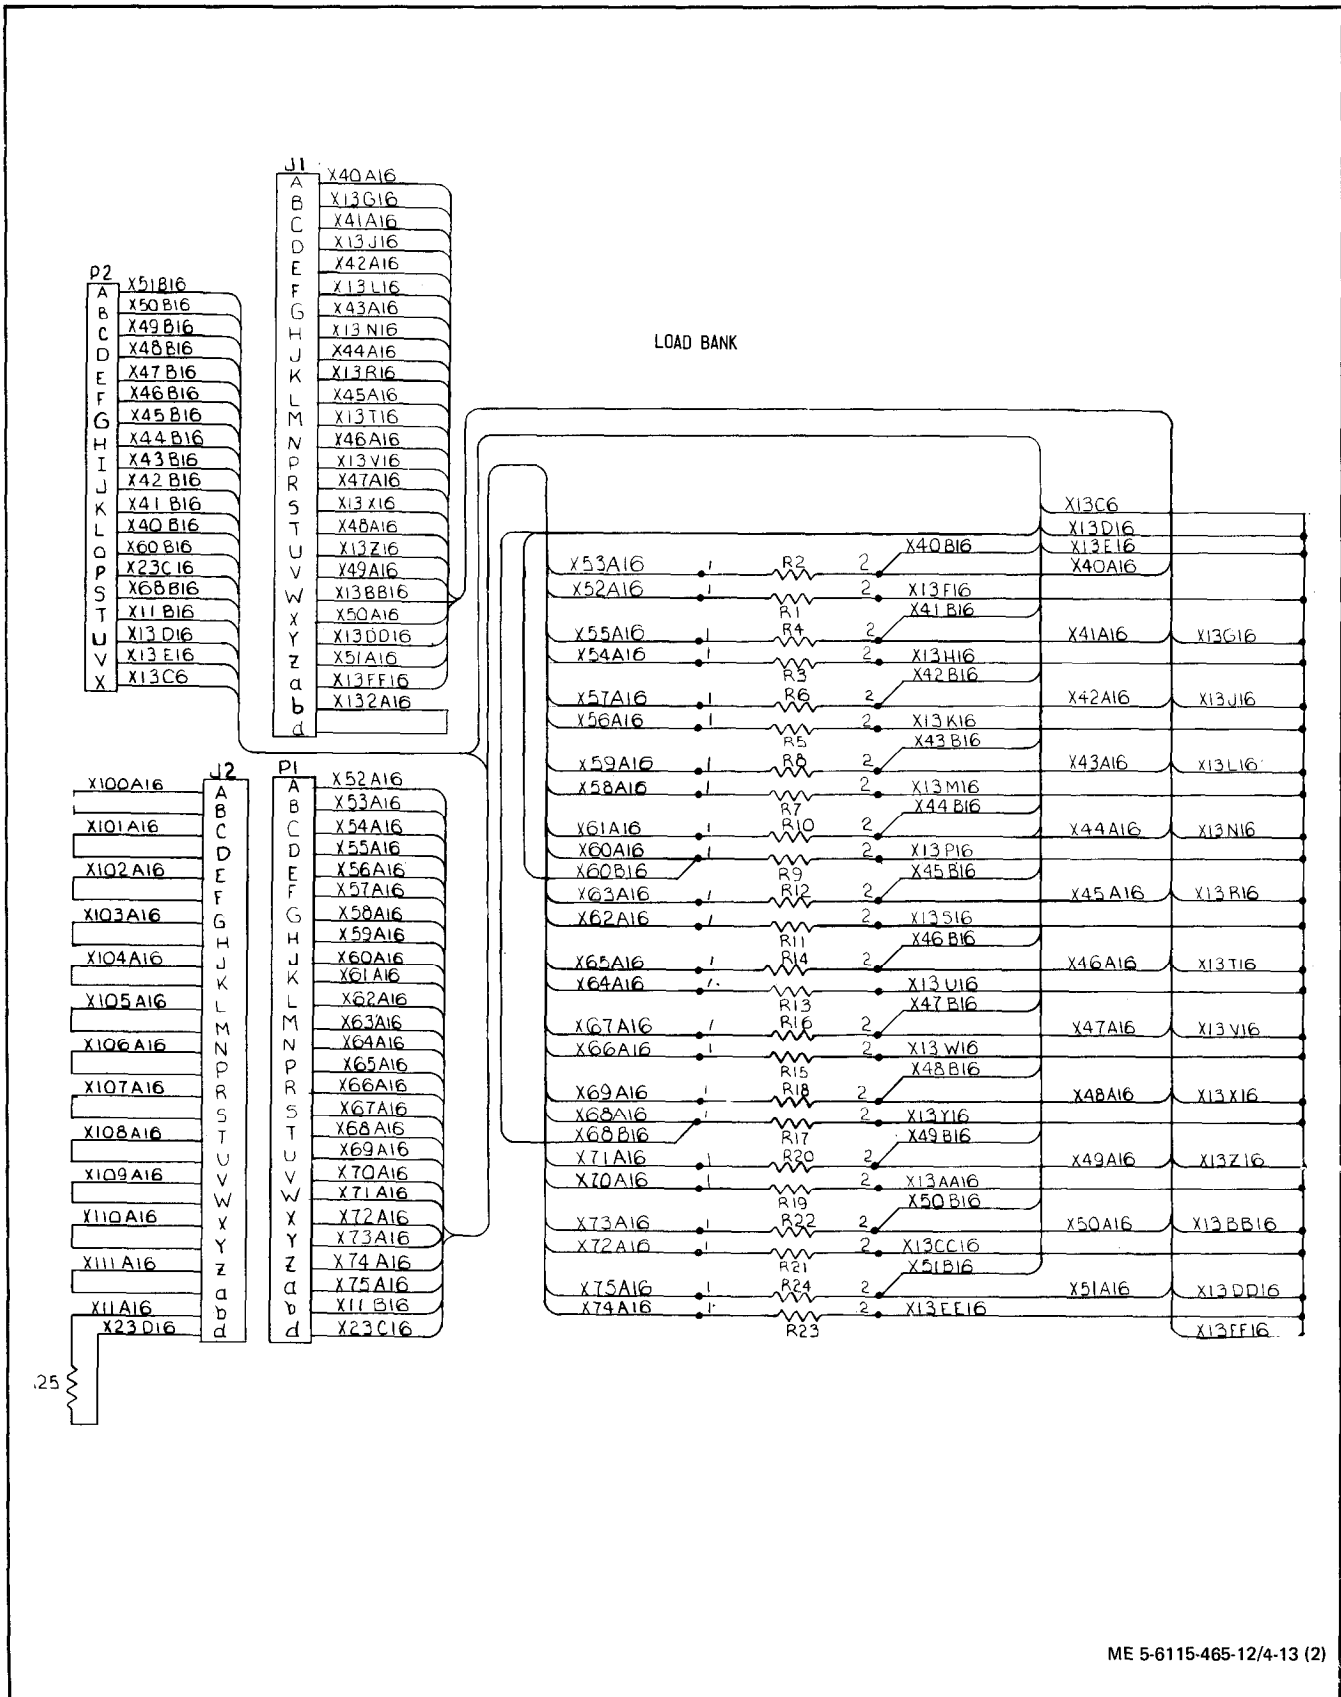 LOAD BANK
J1
A X40A16
B X13G16
C X41A16
D X13J16
E X42A16
F X13L16
G X43A16
H X13N16
J X44A16
K X13R16
L X45A16
M X13T16
N X46A16
P X13V16
R X47A16
S X13X16
T X48A16
U X13Z16
V X49A16
W X13BB16
X X50A16
Y X13DD16
Z X51A16
a X13FF16
b X132A16
d
P2
A X51B16
B X50B16
C X49B16
D X48B16
E X47B16
F X46B16
G X45B16
H X44B16
I X43B16
J X42B16
K X41B16
L X40B16
O X60B16
P X23C16
S X68B16
T X11B16
U X13D16
V X13E16
X X13C6
J2
X100A16 A
B
X101A16 C
D
X102A16 E
F
X103A16 G
H
X104A16 J
K
X105A16 L
M
X106A16 N
P
X107A16 R
S
X108A16 T
U
X109A16 V
W
X110A16 X
Y
X111A16 Z
a
X11A16 b
X23D16 d
25
P1
A X52A16
B X53A16
C X54A16
D X55A16
E X56A16
F X57A16
G X58A16
H X59A16
J X60A16
K X61A16
L X62A16
M X63A16
N X64A16
P X65A16
R X66A16
S X67A16
T X68A16
U X69A16
V X70A16
W X71A16
X X72A16
Y X73A16
Z X74A16
a X75A16
b X11B16
d X23C16
X13C6
X13D16
X40B16 X13E16
X53A16 1 R2 2 X40A16
X52A16 1 R1 2 X13F16
X41B16
X55A16 1 R4 2 X41A16 X13G16
X54A16 R3 2 X13H16
X42B16
X57A16 1 R6 2 X42A16 X13J16
X56A16 R5 2 X13K16
X43B16
X59A16 1 R8 2 X43A16 X13L16
X58A16 1 R7 2 X13M16
X44B16
X61A16 1 R10 2 X44A16 X13N16
X60A16 1 R9 2 X13P16
X60B16 X45B16
X63A16 1 R12 2 X45A16 X13R16
X62A16 1 R11 2 X13S16
X46B16
X65A16 1 R14 2 X46A16 X13T16
X64A16 1 R13 X13U16
X47B16
X67A16 1 R16 2 X47A16 X13V16
X66A16 R15 2 X13W16
X48B16
X69A16 1 R18 2 X48A16 X13X16
X68A16 1 R17 2 X13Y16
X68B16 X49B16
X71A16 1 R20 2 X49A16 X13Z16
X70A16 1 R19 2 X13AA16
X50B16
X73A16 1 R22 2 X50A16 X13BB16
X72A16 1 R21 2 X13CC16
X51B16
X75A16 1 R24 2 X51A16 X13DD16
X74A16 1 R23 2 X13EE16
X13FF16
ME 5-6115-465-12/4-13 (2)